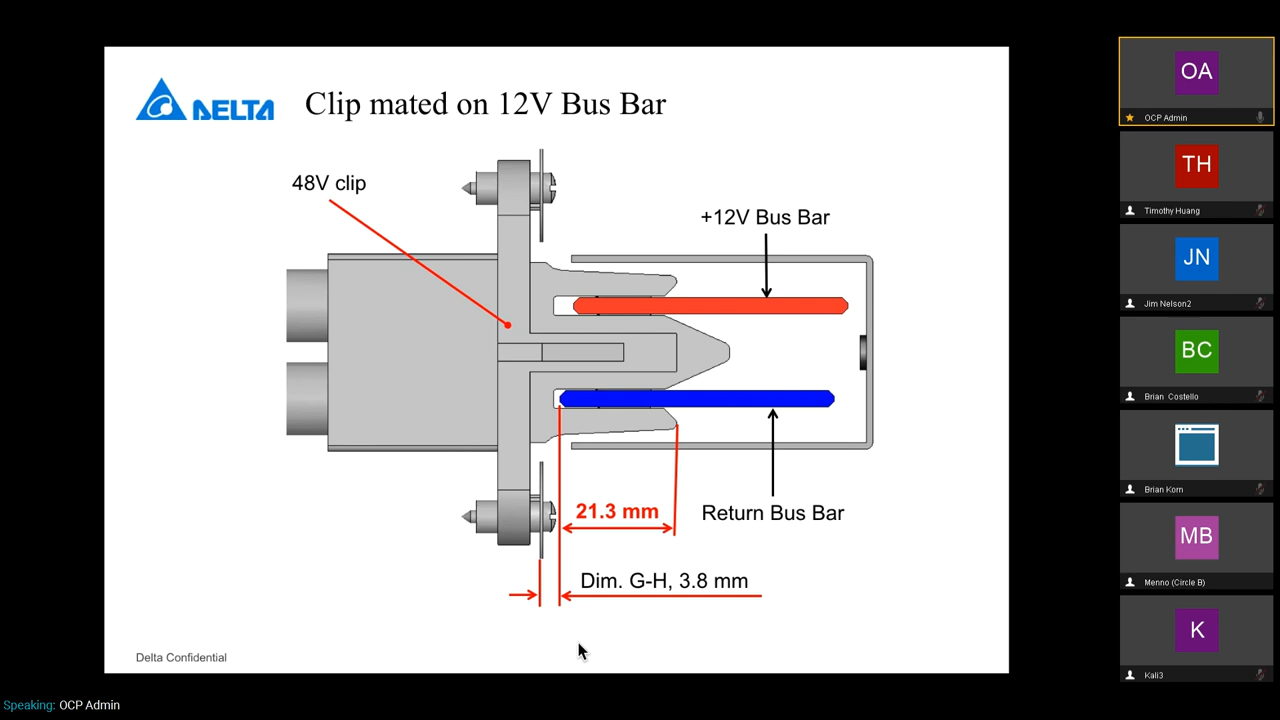 DELTA
Clip mated on 12V Bus Bar
48V clip
+12V Bus Bar
21.3 mm
Return Bus Bar
Dim. G-H, 3.8 mm
Delta Confidential
OA
OCP Admin
TH
Timothy Huang
JN
Jim Nelson2
BC
Brian Costello
Brian Korn
MB
Menno (Circle B)
K
Kali3
Speaking: OCP Admin